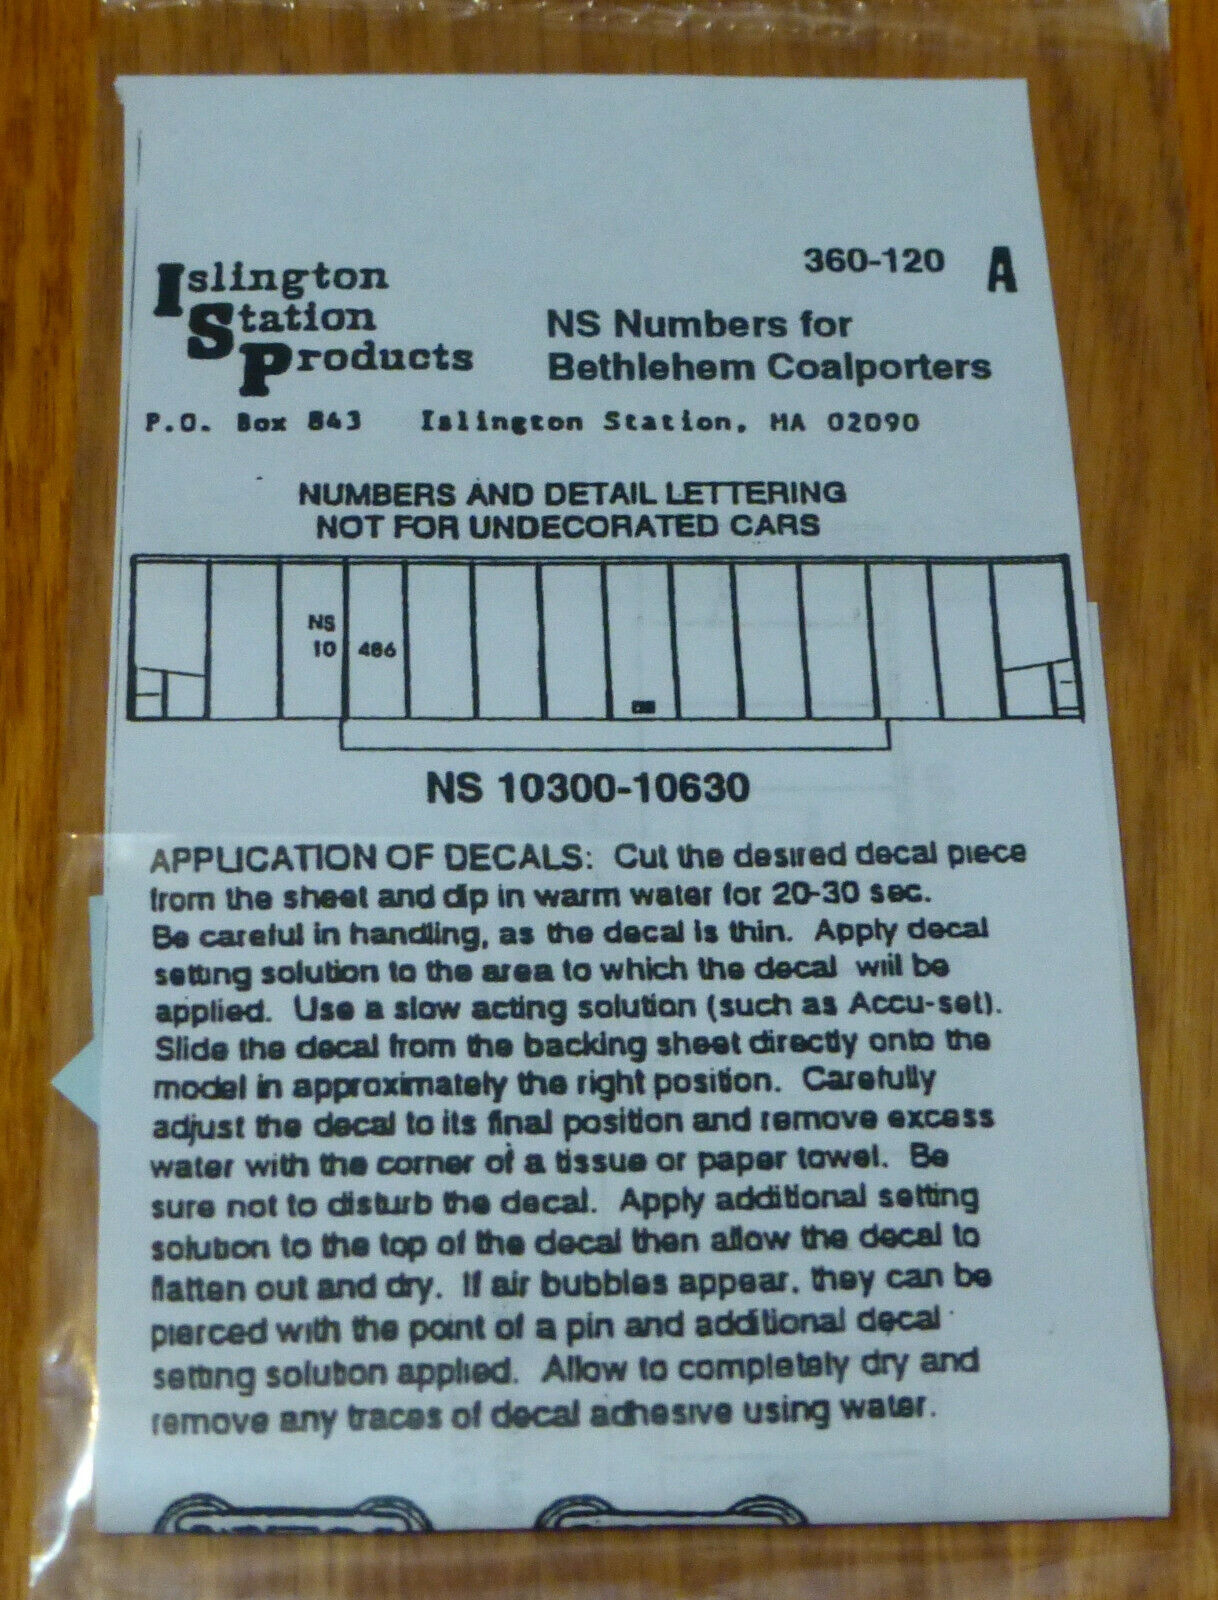 360-120 A
Islington
Station
Products
NS Numbers for
Bethlehem Coalporters
P.O. Box 843 Islington Station, MA 02090
NUMBERS AND DETAIL LETTERING
NOT FOR UNDECORATED CARS
NS
10 486
NS 10300-10630
APPLICATION OF DECALS: Cut the desired decal piece
from the sheet and dip in warm water for 20-30 sec.
Be careful in handling, as the decal is thin. Apply decal
setting solution to the area to which the decal will be
applied. Use a slow acting solution (such as Accu-set).
Slide the decal from the backing sheet directly onto the
model in approximately the right position. Carefully
adjust the decal to its final position and remove excess
water with the corner of a tissue or paper towel. Be
sure not to disturb the decal. Apply additional setting
solution to the top of the decal then allow the decal to
flatten out and dry. If air bubbles appear, they can be
pierced with the point of a pin and additional decal
setting solution applied. Allow to completely dry and
remove any traces of decal adhesive using water.